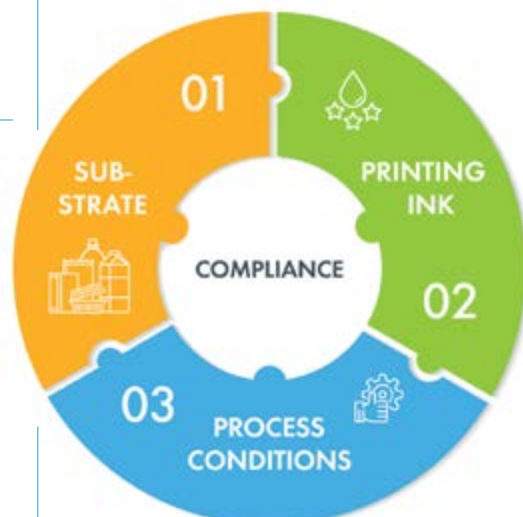 01
SUB-
STRATE
PRINTING
INK
02
COMPLIANCE
03
PROCESS
CONDITIONS